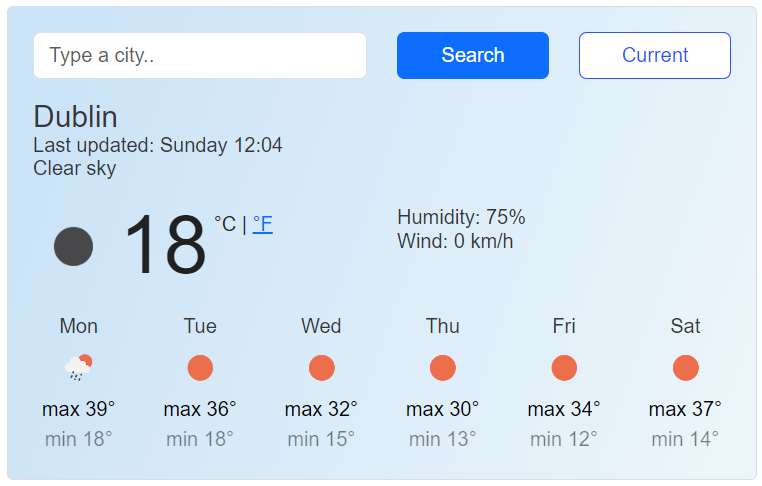 Type a city..
Search
Current
Dublin
Last updated: Sunday 12:04
Clear sky
18 °C | °F
Humidity: 75%
Wind: 0 km/h
Mon Tue Wed Thu Fri Sat
max 39° max 36° max 32° max 30° max 34° max 37°
min 18° min 18° min 15° min 13° min 12° min 14°